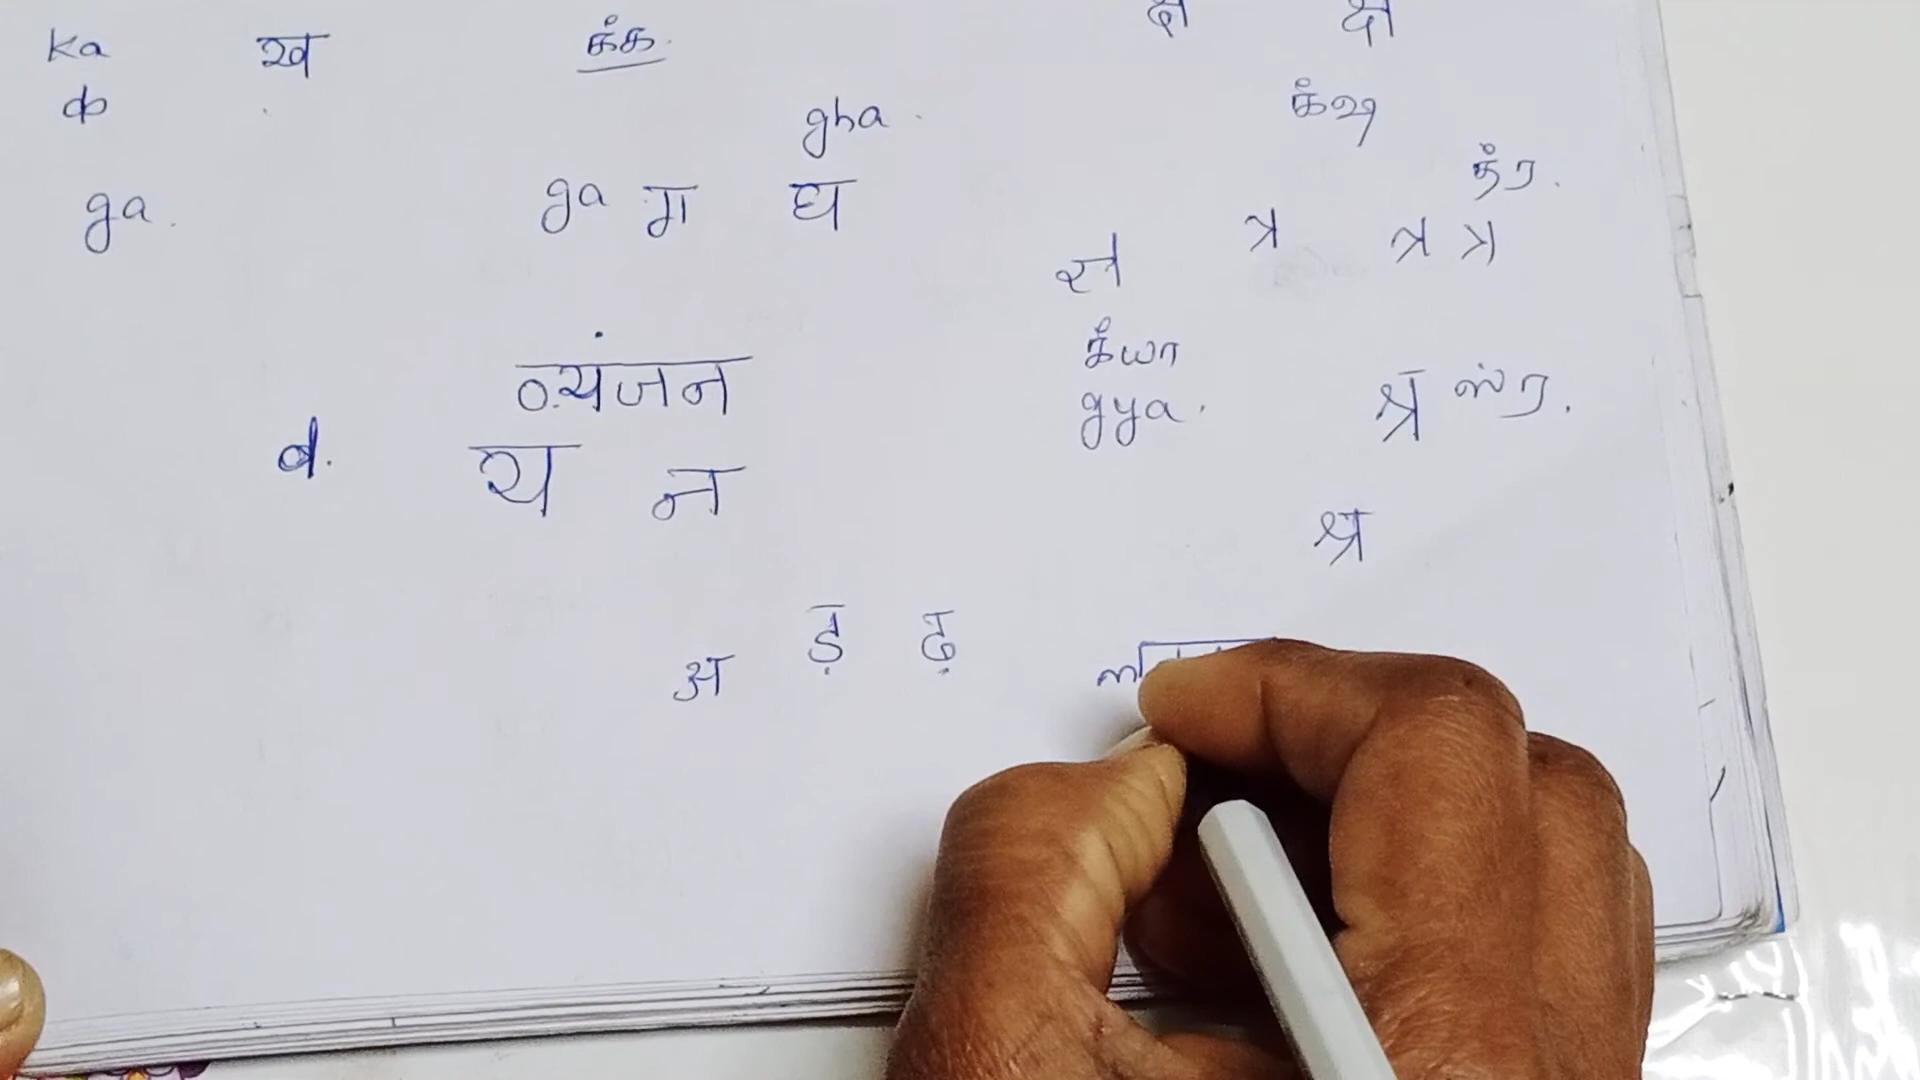 ka ख க்க क्ष क्ष
க gha க்ஷ
ga ga ग घ த்ர
त्र त्र त्र
க்யா
व्यंजन gya श्र ஸ்ர
य न
श्र
अ ड़ ढ़